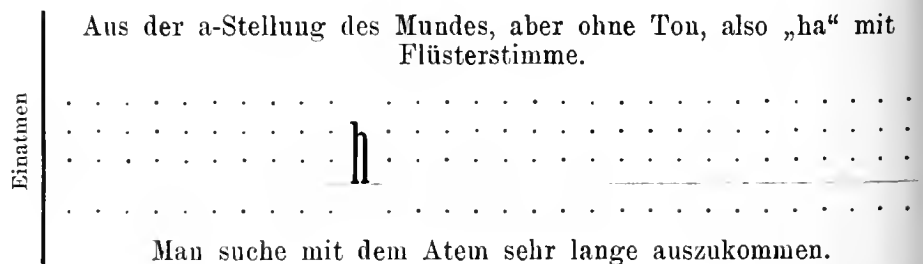 Aus der a-Stellung des Mundes, aber ohne Ton, also „ha“ mit
Flüsterstimme.
Einatmen
h
Man suche mit dem Atem sehr lange auszukommen.